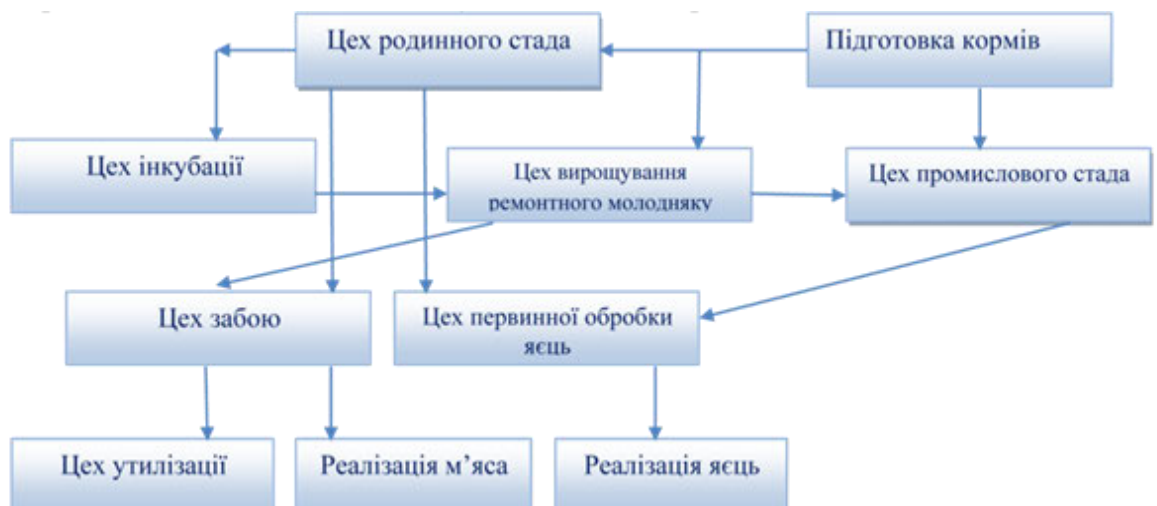 Цех родинного стада
Підготовка кормів
Цех інкубації
Цех вирощування
ремонтного молодняку
Цех промислового стада
Цех забою
Цех первинної обробки
яєць
Цех утилізації
Реалізація м’яса
Реалізація яєць